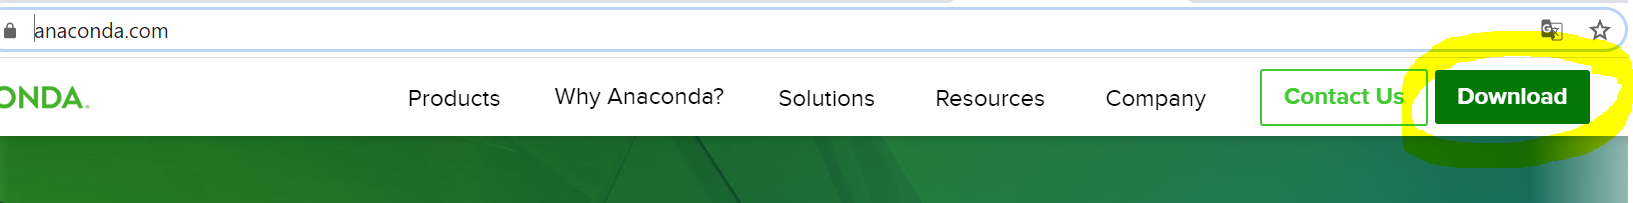 anaconda.com
ONDA.
Products Why Anaconda? Solutions Resources Company Contact Us Download